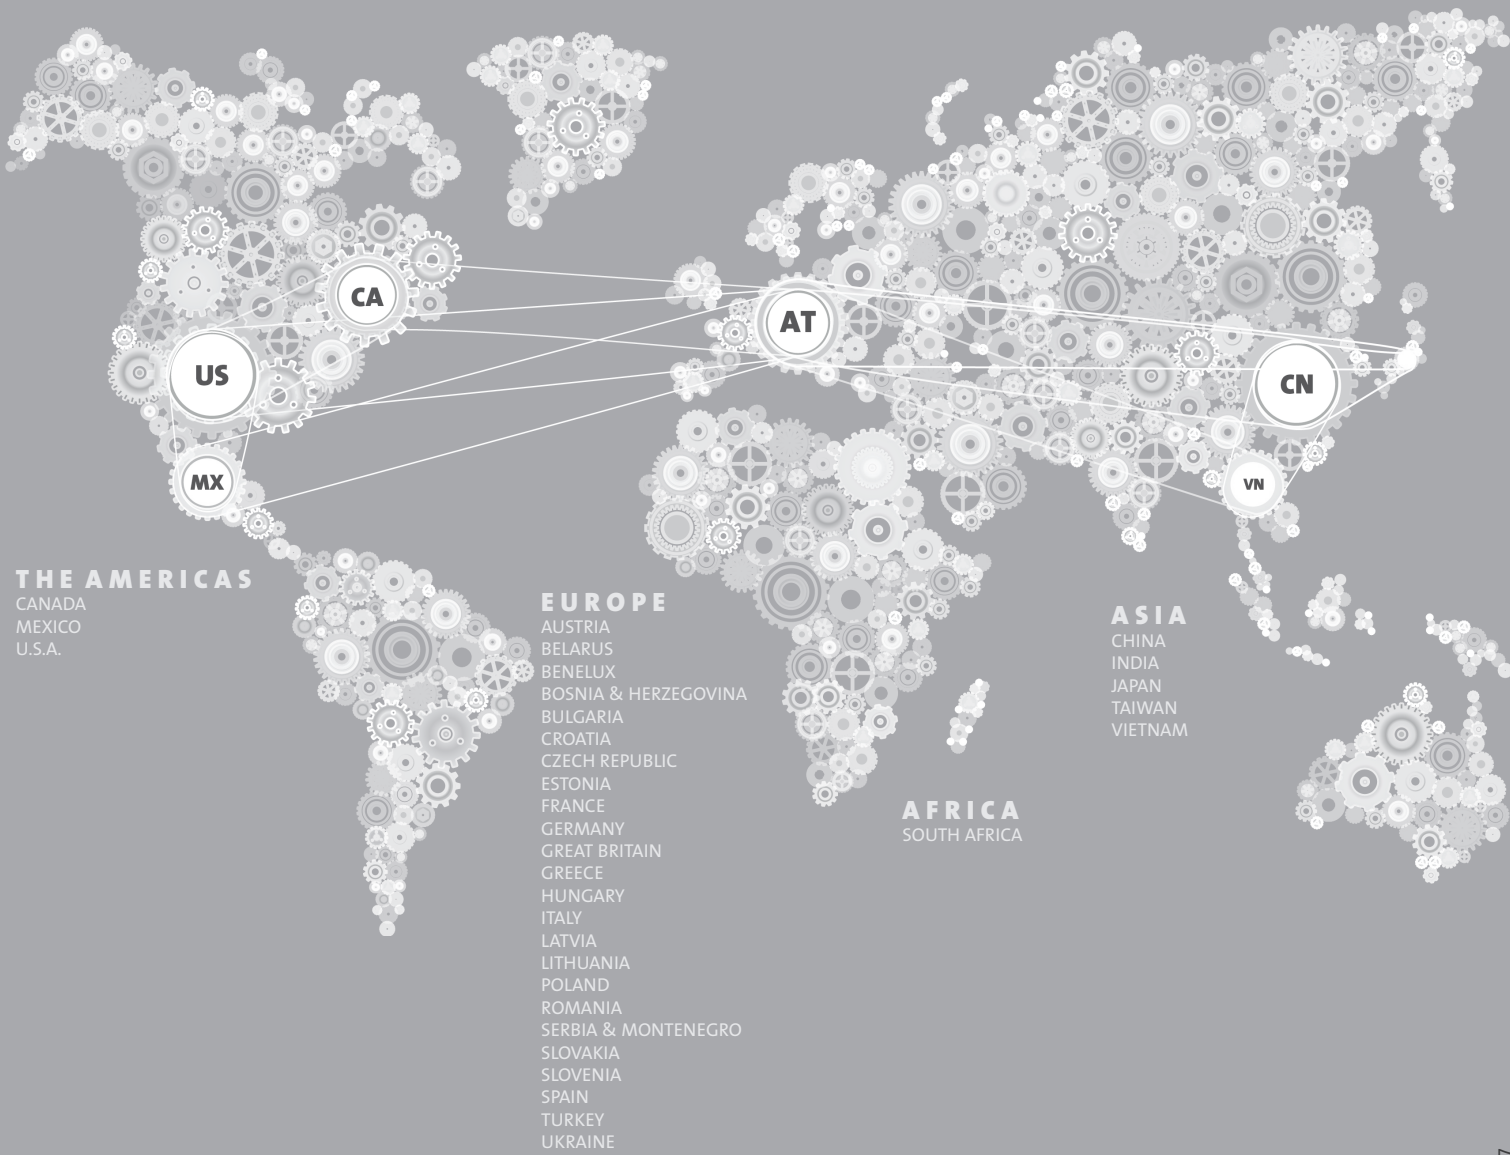 CA
AT
US
CN
MX
VN
THE AMERICAS
CANADA
MEXICO
U.S.A.
EUROPE
AUSTRIA
BELARUS
BENELUX
BOSNIA & HERZEGOVINA
BULGARIA
CROATIA
CZECH REPUBLIC
ESTONIA
FRANCE
GERMANY
GREAT BRITAIN
GREECE
HUNGARY
ITALY
LATVIA
LITHUANIA
POLAND
ROMANIA
SERBIA & MONTENEGRO
SLOVAKIA
SLOVENIA
SPAIN
TURKEY
UKRAINE
AFRICA
SOUTH AFRICA
ASIA
CHINA
INDIA
JAPAN
TAIWAN
VIETNAM